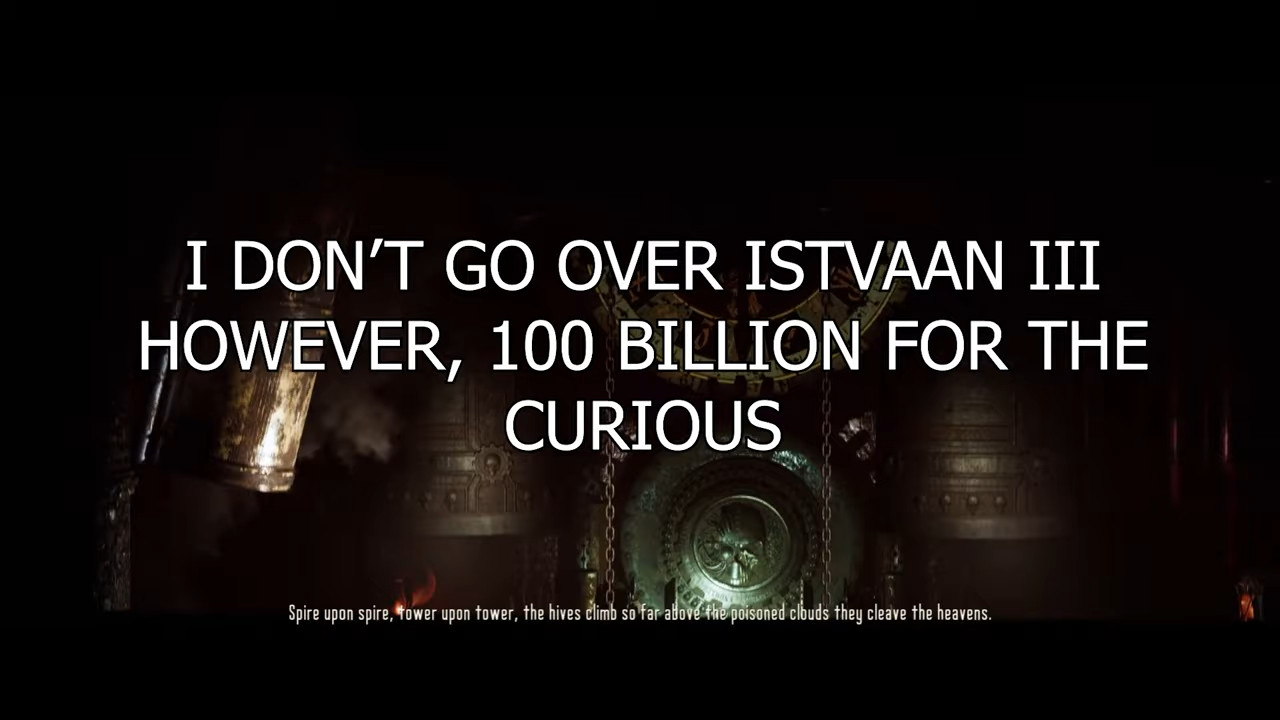 I DON’T GO OVER ISTVAAN III
HOWEVER, 100 BILLION FOR THE
CURIOUS
Spire upon spire, tower upon tower, the hives climb so far above the poisoned clouds they cleave the heavens.